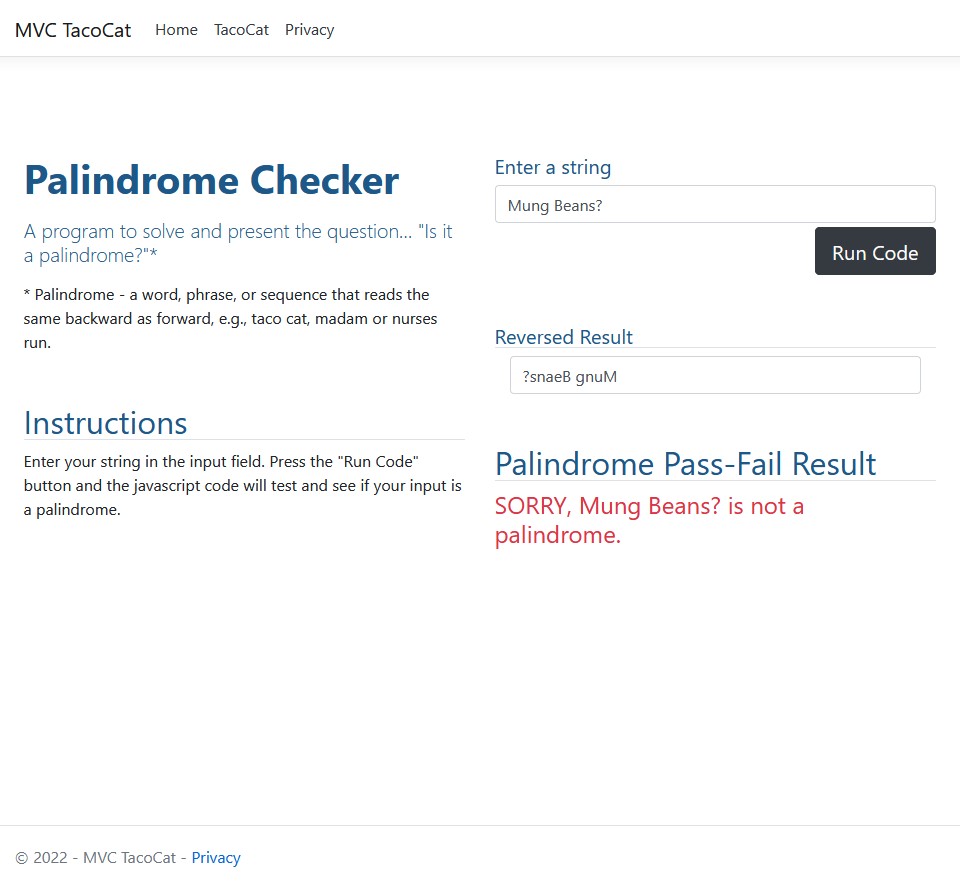 MVC TacoCat Home TacoCat Privacy
Palindrome Checker
A program to solve and present the question... "Is it
a palindrome?"*
* Palindrome - a word, phrase, or sequence that reads the
same backward as forward, e.g., taco cat, madam or nurses
run.
Instructions
Enter your string in the input field. Press the "Run Code"
button and the javascript code will test and see if your input is
a palindrome.
Enter a string
Mung Beans?
Run Code
Reversed Result
?snaeB gnuM
Palindrome Pass-Fail Result
SORRY, Mung Beans? is not a
palindrome.
© 2022 - MVC TacoCat - Privacy